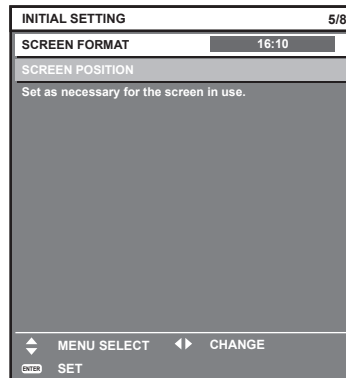 INITIAL SETTING 5/8
SCREEN FORMAT 16:10
SCREEN POSITION
Set as necessary for the screen in use.
MENU SELECT CHANGE
ENTER SET